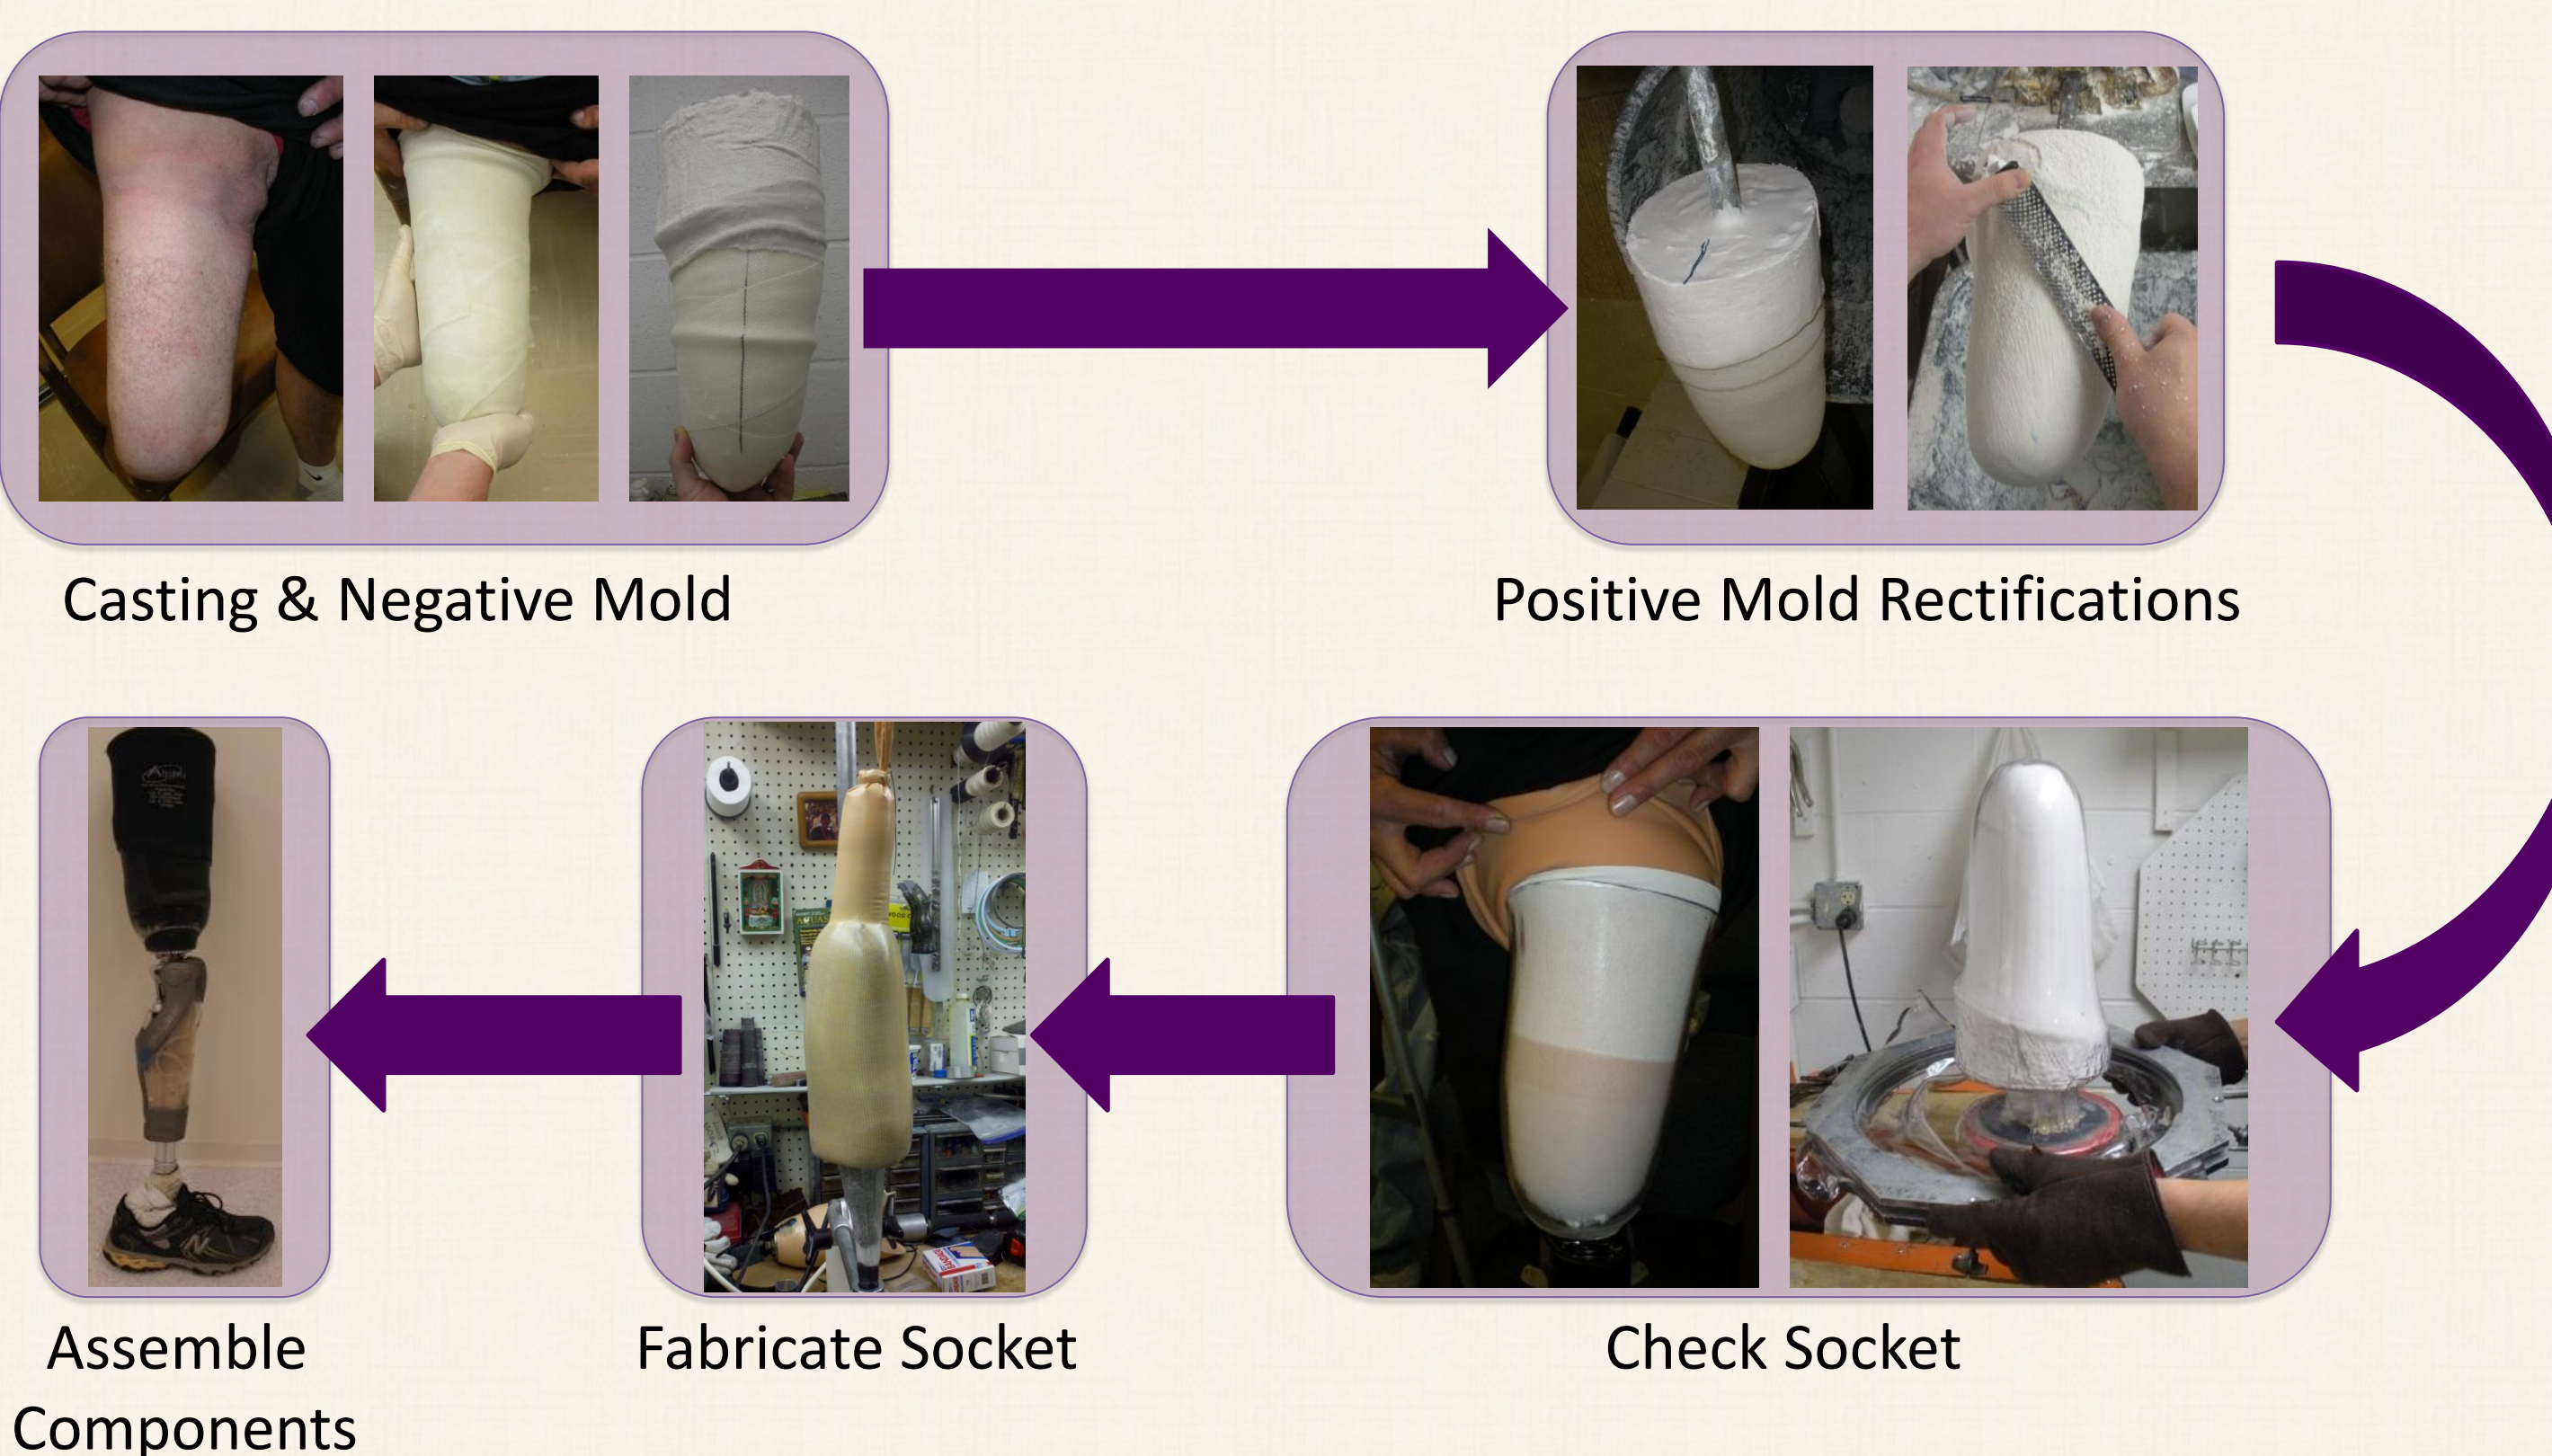 Casting & Negative Mold
Positive Mold Rectifications
Assemble
Components
Fabricate Socket
Check Socket